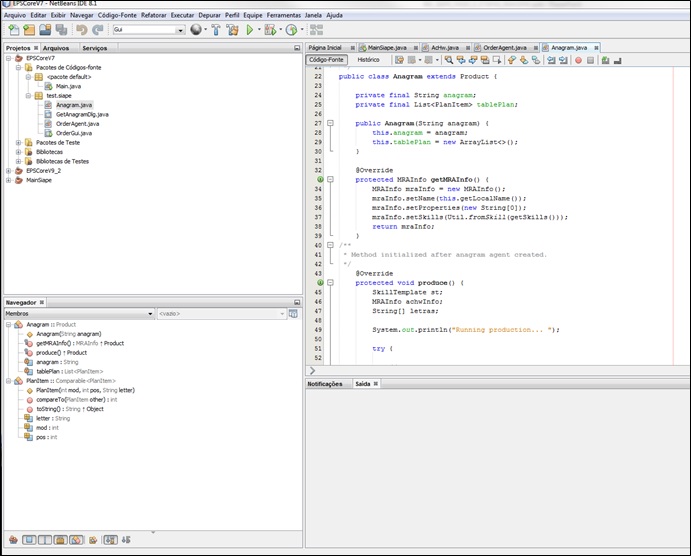 EPSCoreV7 - NetBeans IDE 8.1
Arquivo Editar Exibir Navegar Código-Fonte Refatorar Executar Depurar Perfil Equipe Ferramentas Janela Ajuda
Gui
Projetos Arquivos Serviços
EPSCoreV7
Pacotes de Códigos-fonte
<pacote default>
Main.java
test.siape
Anagram.java
GetAnagramDlg.java
OrderAgent.java
OrderGui.java
Pacotes de Teste
Bibliotecas
Bibliotecas de Testes
EPSCoreV9_2
MainSiape
Navegador
Membros <vazio>
Anagram :: Product
Anagram(String anagram)
getMRAInfo() : MRAInfo ↑ Product
produce() ↑ Product
anagram : String
tablePlan : List<PlanItem>
PlanItem :: Comparable<PlanItem>
PlanItem(int mod, int pos, String letter)
compareTo(PlanItem other) : int
toString() : String ↑ Object
letter : String
mod : int
pos : int
Página Inicial MainSiape.java AcHw.java OrderAgent.java Anagram.java
Código-Fonte Histórico
21
22 public class Anagram extends Product {
23
24 private final String anagram;
25 private final List<PlanItem> tablePlan;
26
27 public Anagram(String anagram) {
28 this.anagram = anagram;
29 this.tablePlan = new ArrayList<>();
30 }
31
32 @Override
protected MRAInfo getMRAInfo() {
34 MRAInfo mraInfo = new MRAInfo();
35 mraInfo.setName(this.getLocalName());
36 mraInfo.setProperties(new String[0]);
37 mraInfo.setSkills(Util.fromSkill(getSkills()));
38 return mraInfo;
39 }
40 /**
41 * Method initialized after anagram agent created.
42 */
43 @Override
protected void produce() {
45 SkillTemplate st;
46 MRAInfo achwInfo;
47 String[] letras;
48
49 System.out.println("Running production... ");
50
51 try {
52
Notificações Saída